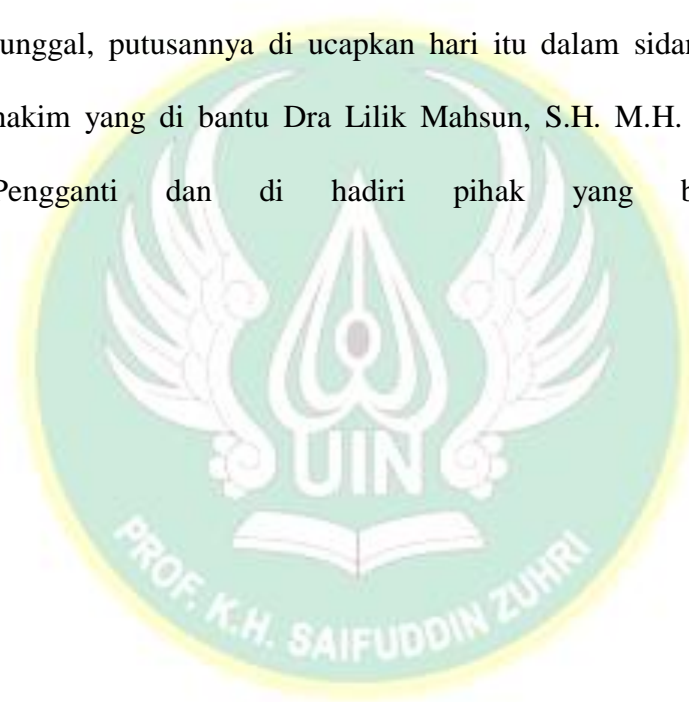 unggal, putusannya di ucapkan hari itu dalam sidan
hakim yang di bantu Dra Lilik Mahsun, S.H. M.H.
Pengganti dan di hadiri pihak yang b
UIN
PROF. K.H. SAIFUDDIN ZUHRI